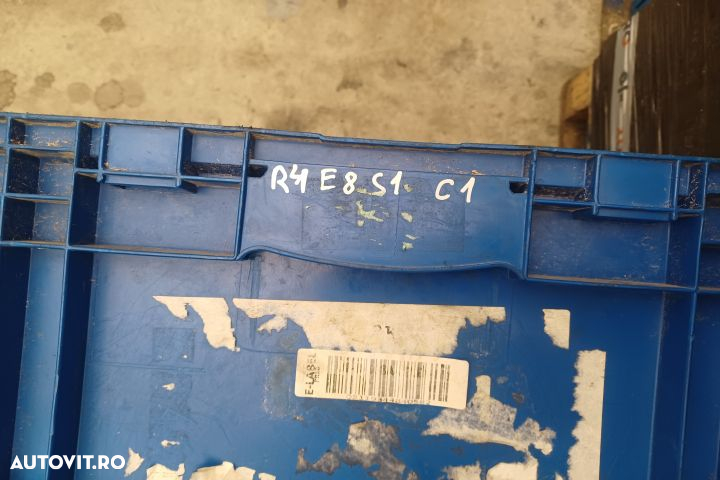 R4 E8 S1 C1
E-LABEL
AUTOVIT.RO